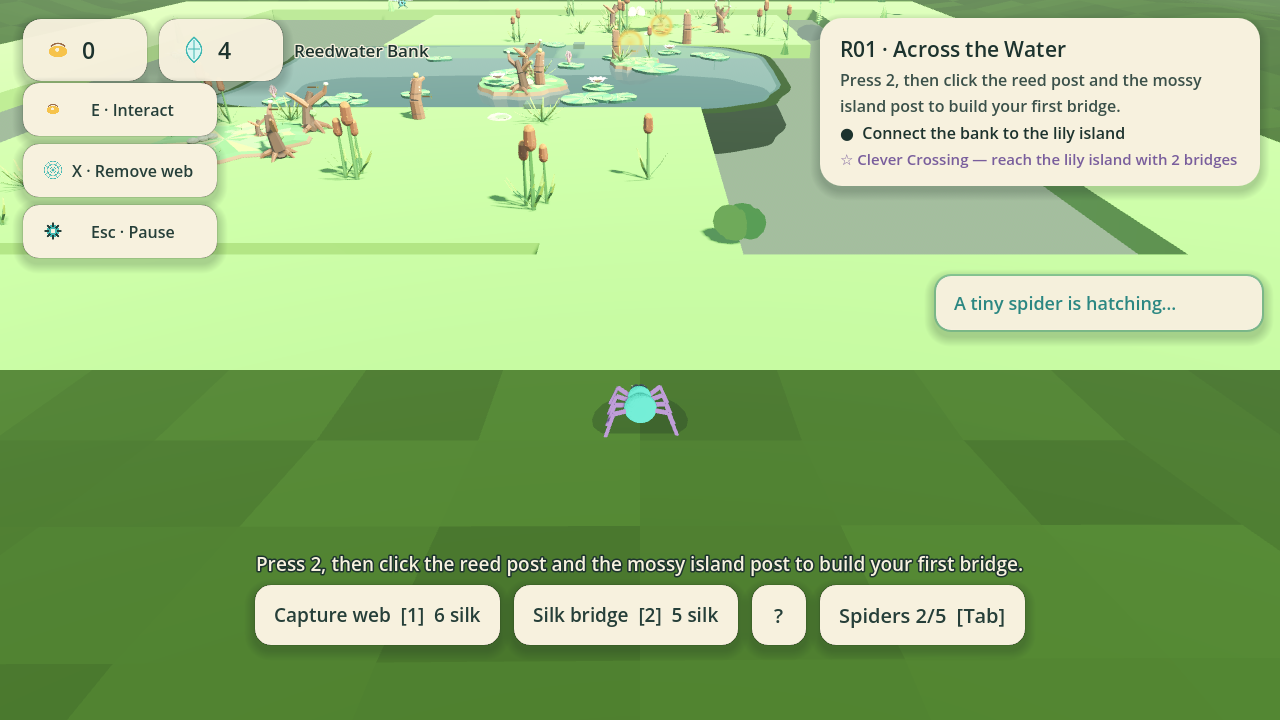 0
4
Reedwater Bank
E · Interact
X · Remove web
Esc · Pause
R01 · Across the Water
Press 2, then click the reed post and the mossy
island post to build your first bridge.
● Connect the bank to the lily island
☆ Clever Crossing — reach the lily island with 2 bridges
A tiny spider is hatching...
Press 2, then click the reed post and the mossy island post to build your first bridge.
Capture web [1] 6 silk
Silk bridge [2] 5 silk
?
Spiders 2/5 [Tab]